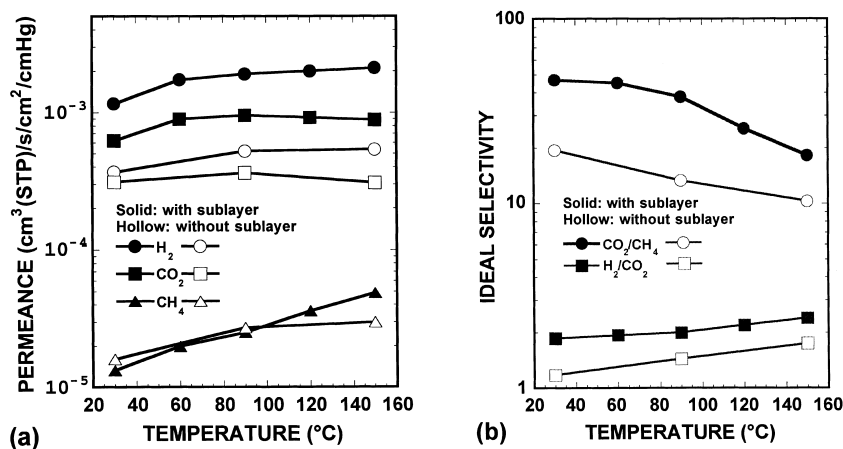 PERMEANCE (cm³(STP)/s/cm²/cmHg)
10⁻³
10⁻⁴
10⁻⁵
Solid: with sublayer
Hollow: without sublayer
H₂
CO₂
CH₄
20 40 60 80 100 120 140 160
TEMPERATURE (°C)
(a)
IDEAL SELECTIVITY
100
10
1
Solid: with sublayer
Hollow: without sublayer
CO₂/CH₄
H₂/CO₂
20 40 60 80 100 120 140 160
TEMPERATURE (°C)
(b)